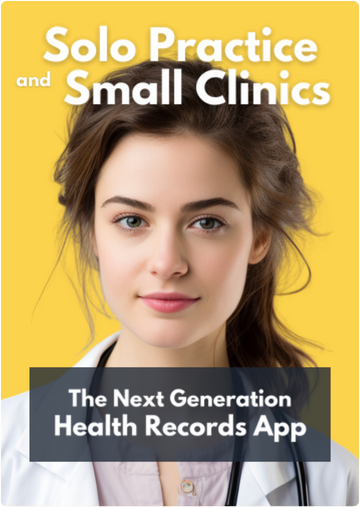 Solo Practice
and Small Clinics
The Next Generation
Health Records App